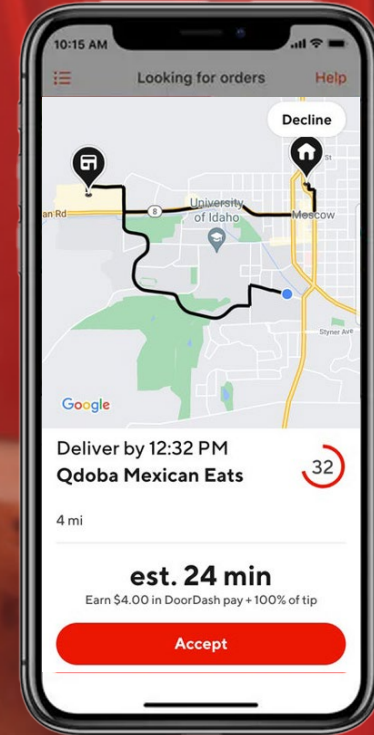 10:15 AM
Looking for orders
Help
Decline
St
University
of Idaho
Moscow
an Rd
8
Styner Ave
Google
Deliver by 12:32 PM
Qdoba Mexican Eats
32
4 mi
est. 24 min
Earn $4.00 in DoorDash pay + 100% of tip
Accept